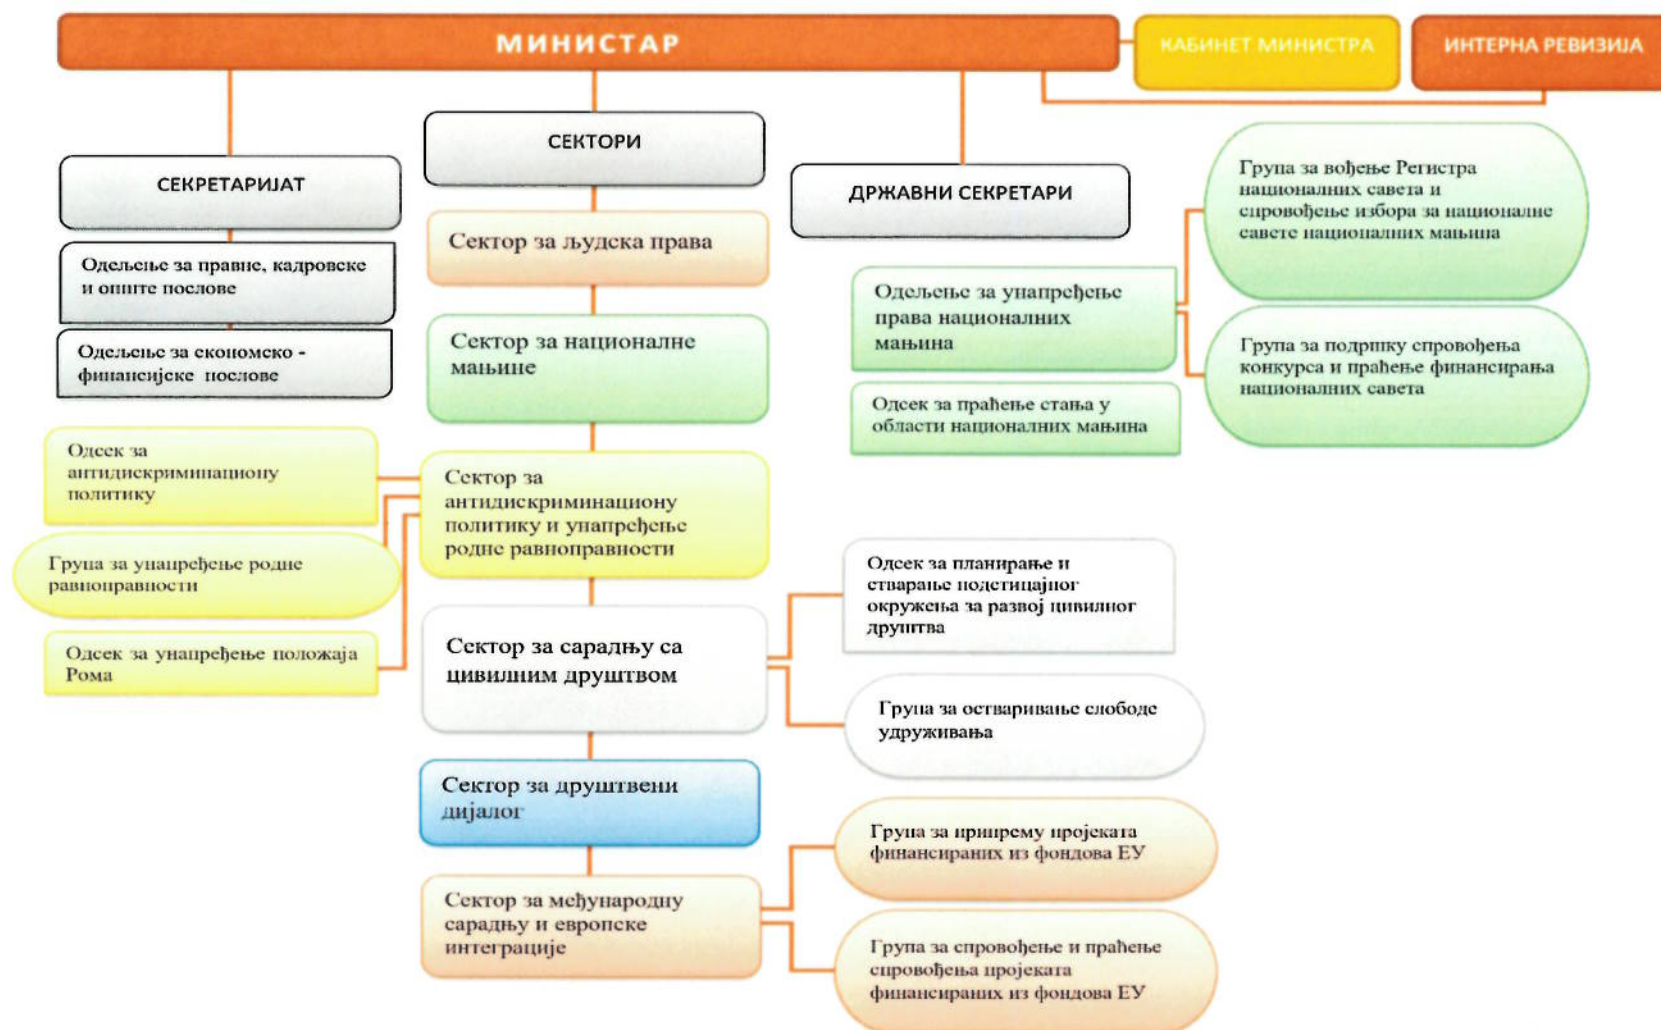 МИНИСТАР
КАБИНЕТ МИНИСТРА
ИНТЕРНА РЕВИЗИЈА
СЕКРЕТАРИЈАТ
Одељење за правне, кадровске
и опште послове
Одељење за економско -
финансијске послове
СЕКТОРИ
Сектор за људска права
Сектор за националне
мањине
Сектор за
антидискриминациону
политику и унапређење
родне равноправности
Одсек за
антидискриминациону
политику
Група за унапређење родне
равноправности
Одсек за унапређење положаја
Рома
Сектор за сарадњу са
цивилним друштвом
Одсек за планирање и
стварање подстицајног
окружења за развој цивилног
друштва
Група за остваривање слободе
удруживања
Сектор за друштвени
дијалог
Сектор за међународну
сарадњу и европске
интеграције
Група за припрему пројеката
финансираних из фондова ЕУ
Група за спровођење и праћење
спровођења пројеката
финансираних из фондова ЕУ
ДРЖАВНИ СЕКРЕТАРИ
Одељење за унапређење
права националних
мањина
Одсек за праћење стања у
области националних мањина
Група за вођење Регистра
националних савета и
спровођење избора за националне
савете националних мањина
Група за подршку спровођења
конкурса и праћење финансирања
националних савета